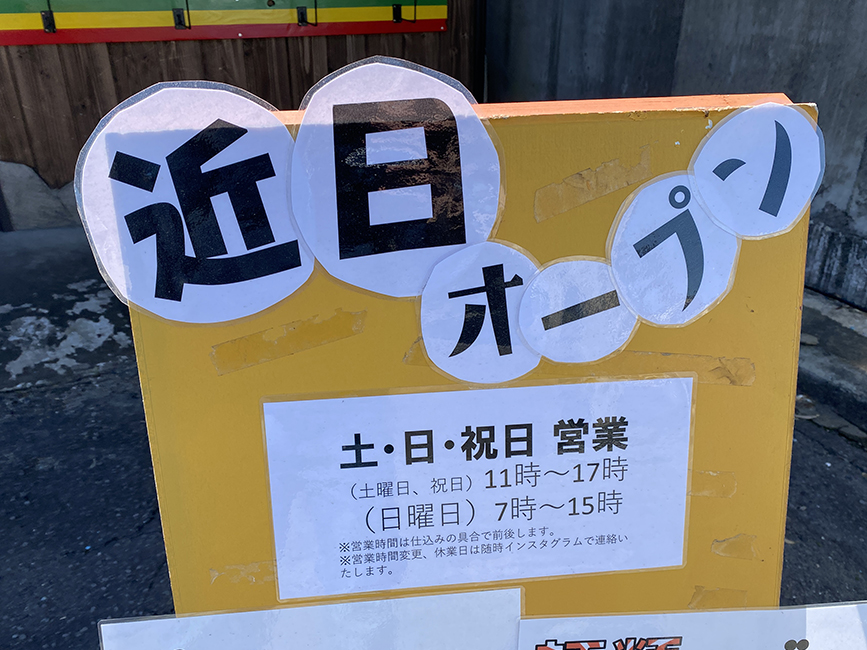 近日オープン
土・日・祝日 営業
（土曜日、祝日）11時～17時
（日曜日）7時～15時
※営業時間は仕込みの具合で前後します。
※営業時間変更、休業日は随時インスタグラムで連絡い
たします。